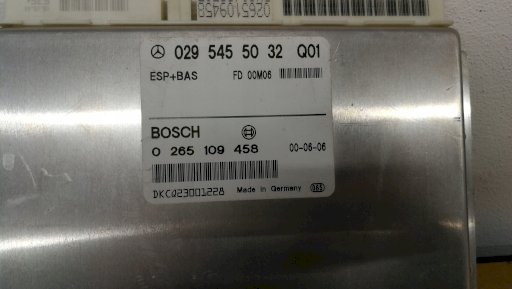 0265109458
029 545 50 32 Q01
ESP+BAS FD 00M06
BOSCH
0 265 109 458 00-06-06
DKC023001228 Made in Germany